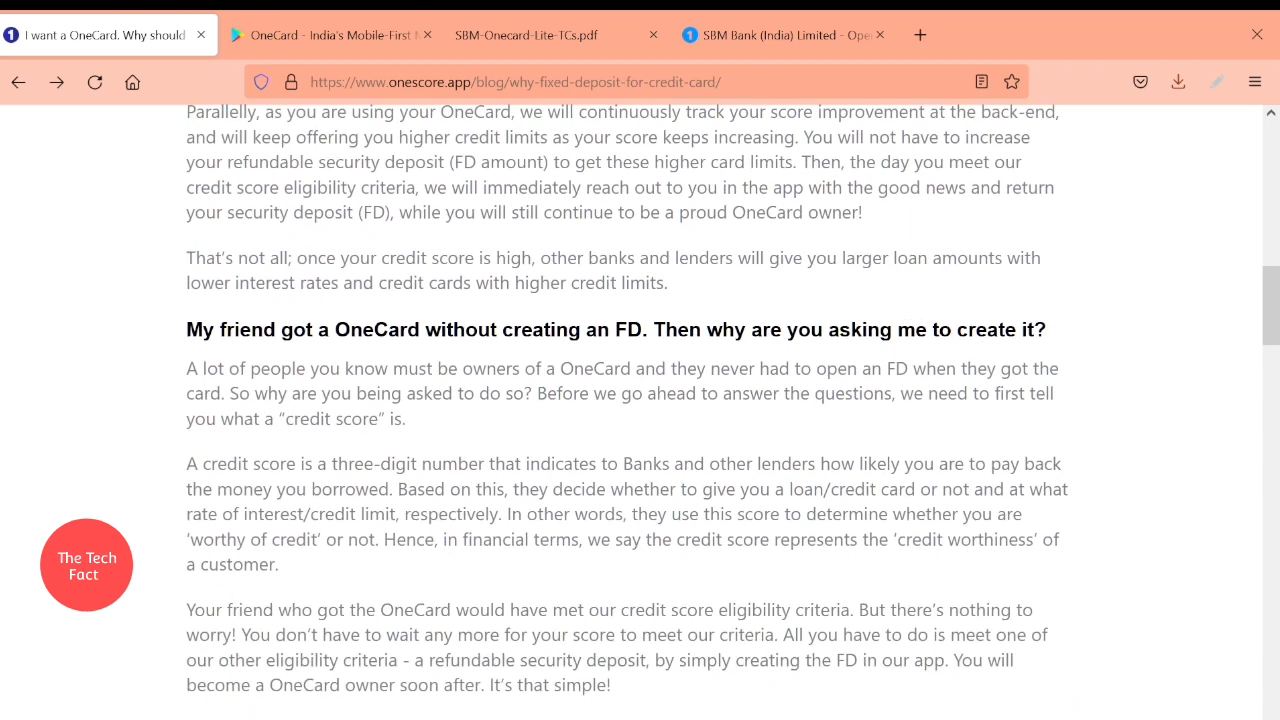 I want a OneCard. Why should
OneCard - India's Mobile-First
SBM-Onecard-Lite-TCs.pdf
SBM Bank (India) Limited - Ope
https://www.onescore.app/blog/why-fixed-deposit-for-credit-card/
Parallelly, as you are using your OneCard, we will continuously track your score improvement at the back-end,
and will keep offering you higher credit limits as your score keeps increasing. You will not have to increase
your refundable security deposit (FD amount) to get these higher card limits. Then, the day you meet our
credit score eligibility criteria, we will immediately reach out to you in the app with the good news and return
your security deposit (FD), while you will still continue to be a proud OneCard owner!
That’s not all; once your credit score is high, other banks and lenders will give you larger loan amounts with
lower interest rates and credit cards with higher credit limits.
My friend got a OneCard without creating an FD. Then why are you asking me to create it?
A lot of people you know must be owners of a OneCard and they never had to open an FD when they got the
card. So why are you being asked to do so? Before we go ahead to answer the questions, we need to first tell
you what a “credit score” is.
A credit score is a three-digit number that indicates to Banks and other lenders how likely you are to pay back
the money you borrowed. Based on this, they decide whether to give you a loan/credit card or not and at what
rate of interest/credit limit, respectively. In other words, they use this score to determine whether you are
‘worthy of credit’ or not. Hence, in financial terms, we say the credit score represents the ‘credit worthiness’ of
a customer.
The Tech
Fact
Your friend who got the OneCard would have met our credit score eligibility criteria. But there’s nothing to
worry! You don’t have to wait any more for your score to meet our criteria. All you have to do is meet one of
our other eligibility criteria - a refundable security deposit, by simply creating the FD in our app. You will
become a OneCard owner soon after. It’s that simple!